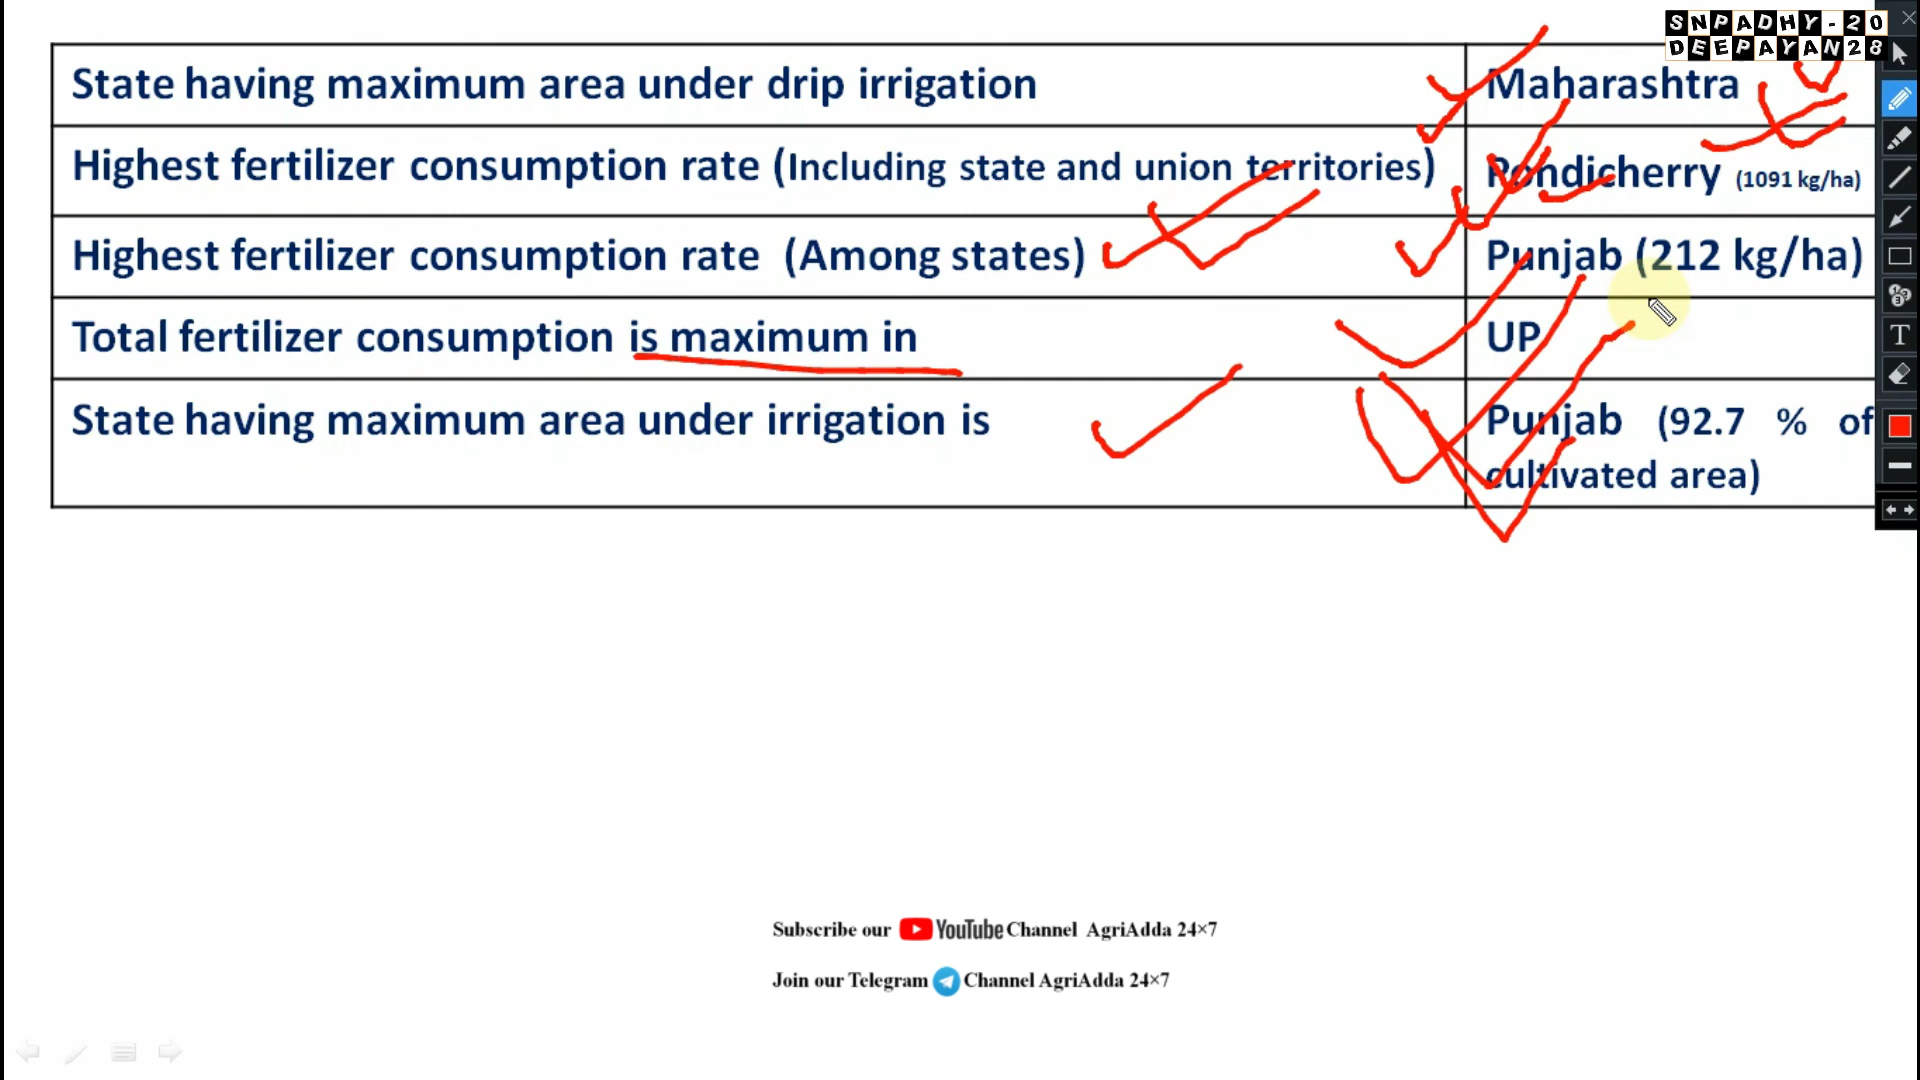 SNPADHY-20
DEEPAYAN28
State having maximum area under drip irrigation Maharashtra
Highest fertilizer consumption rate (Including state and union territories) Pondicherry (1091 kg/ha)
Highest fertilizer consumption rate (Among states) Punjab (212 kg/ha)
Total fertilizer consumption is maximum in UP
State having maximum area under irrigation is Punjab (92.7 % of
cultivated area)
Subscribe our YouTube Channel AgriAdda 24×7
Join our Telegram Channel AgriAdda 24×7
T